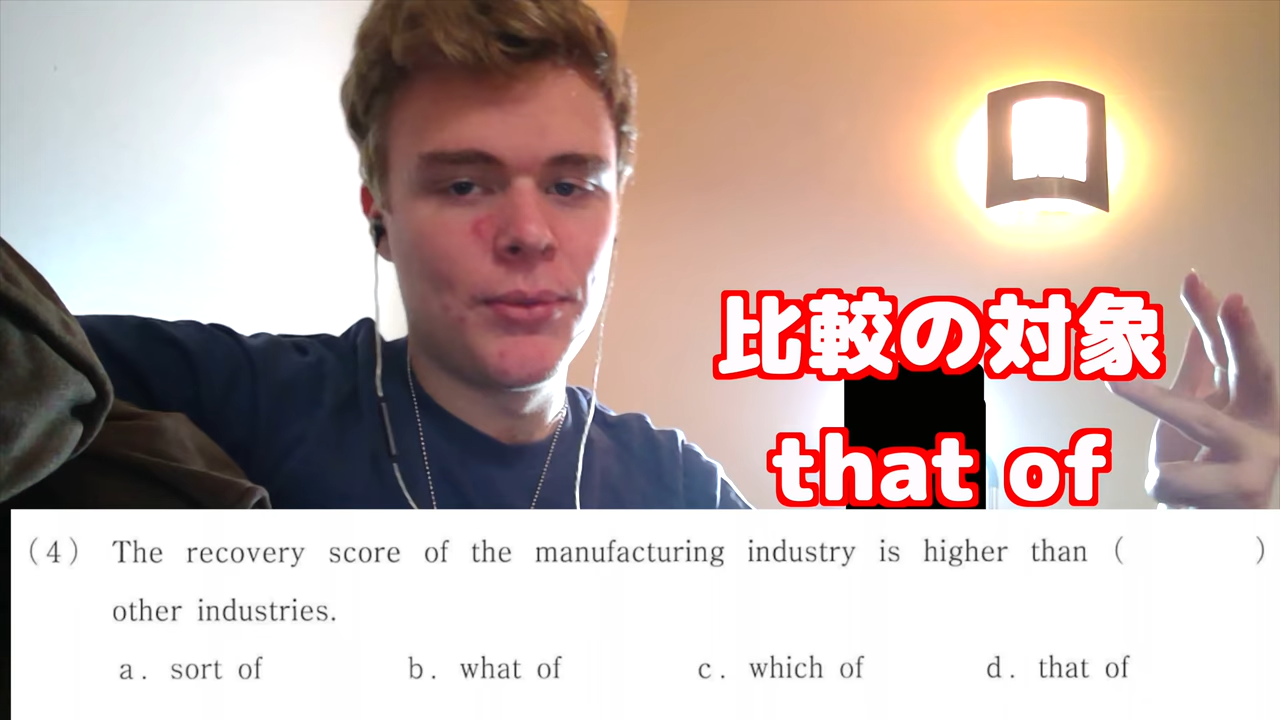 比較の対象
that of
(4) The recovery score of the manufacturing industry is higher than ( )
other industries.
a. sort of b. what of c. which of d. that of